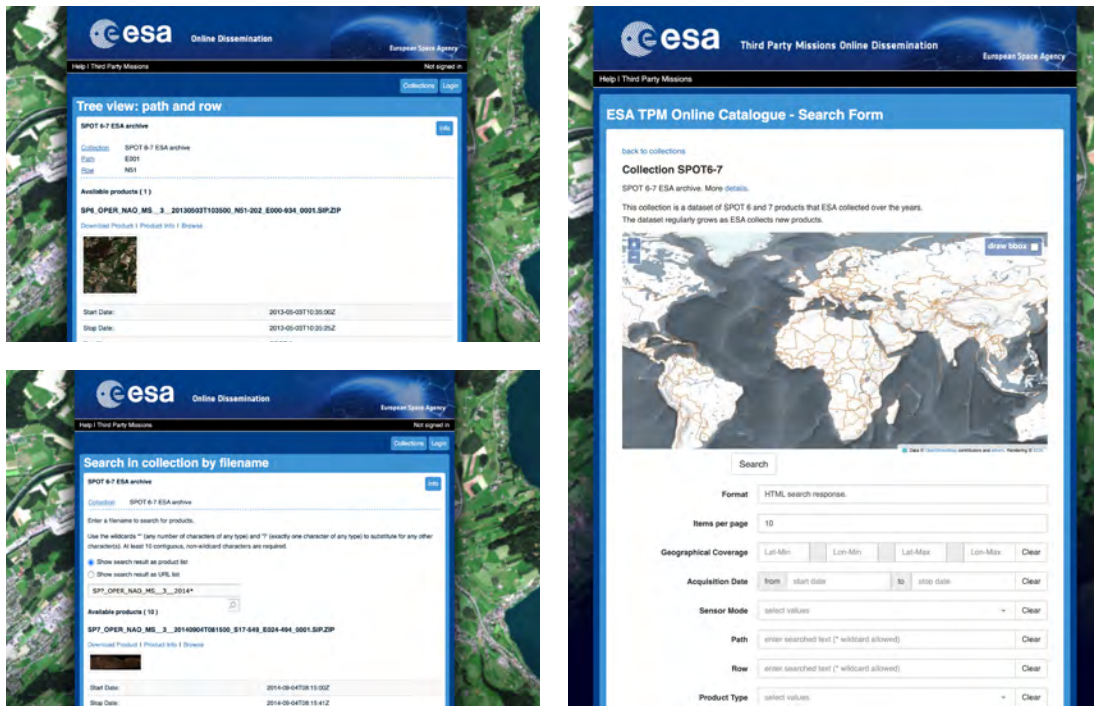 esa
Online Dissemination
European Space Agency
Help I Third Party Missions
Not signed in
Collections
Login
Tree view: path and row
SPOT 6-7 ESA archive
Info
Collection SPOT 6-7 ESA archive
Path E001
Row N51
Available products ( 1 )
SP6_OPER_NAO_MS__3__20130503T103500_N51-202_E000-934_0001.SIP.ZIP
Download Product I Product Info I Browse
Start Date: 2013-05-03T10:35:00Z
Stop Date: 2013-05-03T10:35:25Z
esa
Online Dissemination
European Space Agency
Help I Third Party Missions
Not signed in
Collections
Login
Search in collection by filename
SPOT 6-7 ESA archive
Info
Collection SPOT 6-7 ESA archive
Enter a filename to search for products.
Use the wildcards "*" (any number of characters of any type) and "?" (exactly one character of any type) to substitute for any other
character(s). At least 10 contiguous, non-wildcard characters are required.
Show search result as product list
Show search result as URL list
SP?_OPER_NAO_MS__3__2014*
Available products ( 10 )
SP7_OPER_NAO_MS__3__20140904T081500_S17-549_E024-494_0001.SIP.ZIP
Download Product I Product Info I Browse
Start Date: 2014-09-04T08:15:00Z
Stop Date: 2014-09-04T08:15:41Z
esa
Third Party Missions Online Dissemination
European Space Agency
Help I Third Party Missions
ESA TPM Online Catalogue - Search Form
back to collections
Collection SPOT6-7
SPOT 6-7 ESA archive. More details.
This collection is a dataset of SPOT 6 and 7 products that ESA collected over the years.
The dataset regularly grows as ESA collects new products.
+
-
draw bbox
Data © OpenStreetMap contributors and others, Rendering © EOX
Search
Format HTML search response.
Items per page 10
Geographical Coverage Lat-Min Lon-Min Lat-Max Lon-Max Clear
Acquisition Date from start date to stop date Clear
Sensor Mode select values Clear
Path enter searched text (* wildcard allowed) Clear
Row enter searched text (* wildcard allowed) Clear
Product Type select values Clear